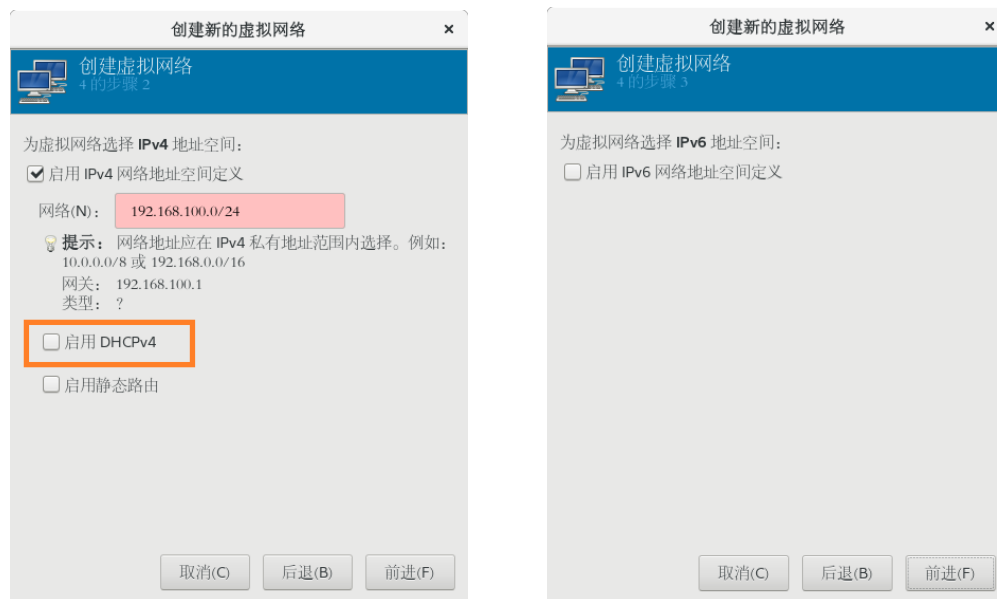 创建新的虚拟网络 ×
创建虚拟网络
4 的步骤 2
为虚拟网络选择 IPv4 地址空间:
启用 IPv4 网络地址空间定义
网络(N): 192.168.100.0/24
提示: 网络地址应在 IPv4 私有地址范围内选择。例如:
10.0.0.0/8 或 192.168.0.0/16
网关: 192.168.100.1
类型: ?
启用 DHCPv4
启用静态路由
取消(C) 后退(B) 前进(F)
创建新的虚拟网络 ×
创建虚拟网络
4 的步骤 3
为虚拟网络选择 IPv6 地址空间:
启用 IPv6 网络地址空间定义
取消(C) 后退(B) 前进(F)